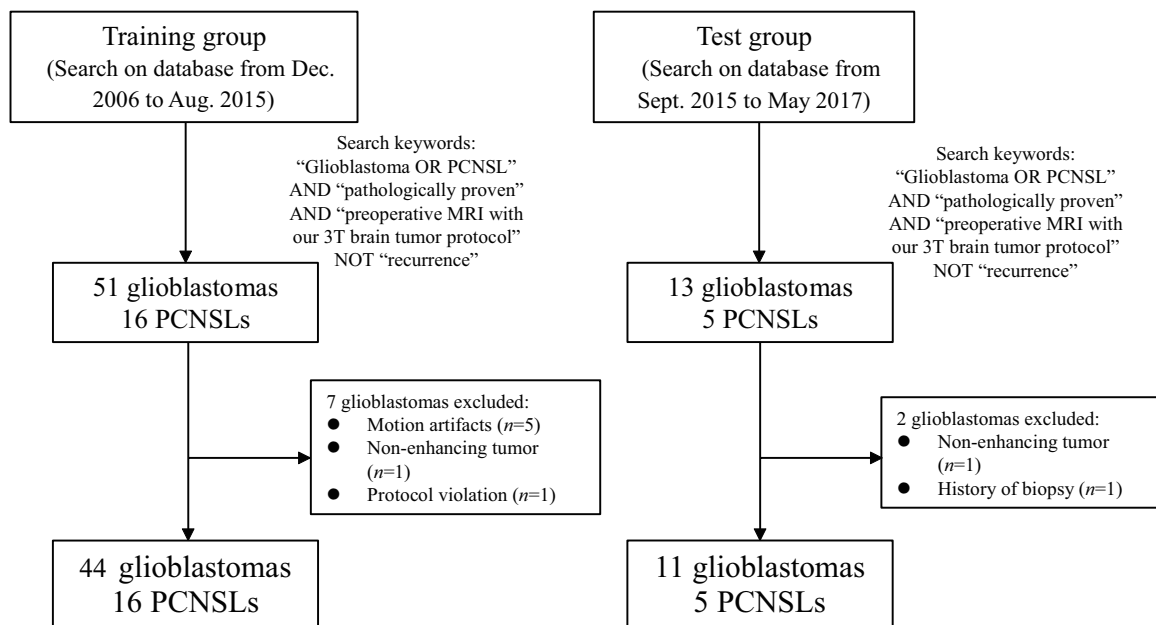 Training group
(Search on database from Dec.
2006 to Aug. 2015)
Search keywords:
“Glioblastoma OR PCNSL”
AND “pathologically proven”
AND “preoperative MRI with
our 3T brain tumor protocol”
NOT “recurrence”
51 glioblastomas
16 PCNSLs
7 glioblastomas excluded:
● Motion artifacts (n=5)
● Non-enhancing tumor
(n=1)
● Protocol violation (n=1)
44 glioblastomas
16 PCNSLs
Test group
(Search on database from
Sept. 2015 to May 2017)
Search keywords:
“Glioblastoma OR PCNSL”
AND “pathologically proven”
AND “preoperative MRI with
our 3T brain tumor protocol”
NOT “recurrence”
13 glioblastomas
5 PCNSLs
2 glioblastomas excluded:
● Non-enhancing tumor
(n=1)
● History of biopsy (n=1)
11 glioblastomas
5 PCNSLs